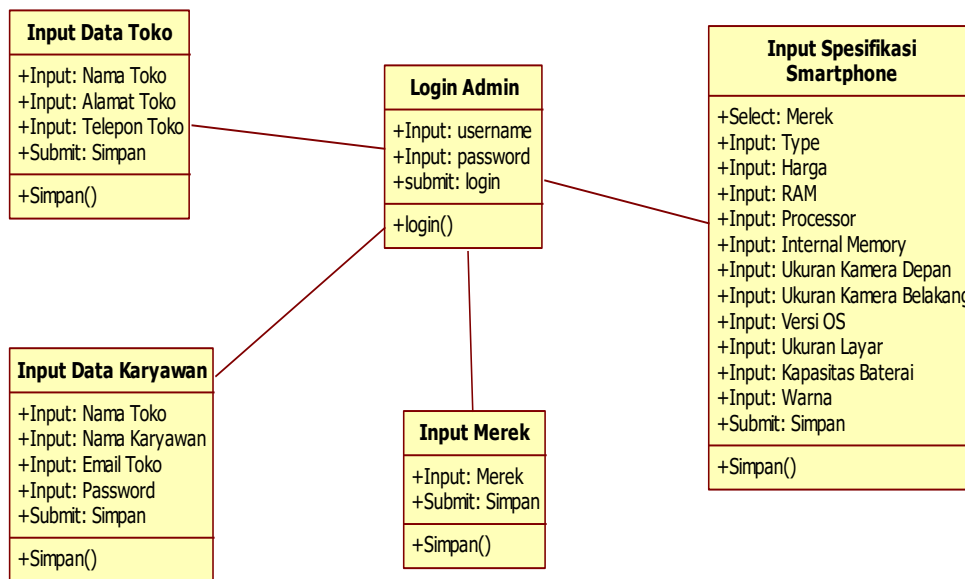 Input Data Toko
+Input: Nama Toko
+Input: Alamat Toko
+Input: Telepon Toko
+Submit: Simpan
+Simpan()
Login Admin
+Input: username
+Input: password
+submit: login
+login()
Input Spesifikasi
Smartphone
+Select: Merek
+Input: Type
+Input: Harga
+Input: RAM
+Input: Processor
+Input: Internal Memory
+Input: Ukuran Kamera Depan
+Input: Ukuran Kamera Belakang
+Input: Versi OS
+Input: Ukuran Layar
+Input: Kapasitas Baterai
+Input: Warna
+Submit: Simpan
+Simpan()
Input Data Karyawan
+Input: Nama Toko
+Input: Nama Karyawan
+Input: Email Toko
+Input: Password
+Submit: Simpan
+Simpan()
Input Merek
+Input: Merek
+Submit: Simpan
+Simpan()